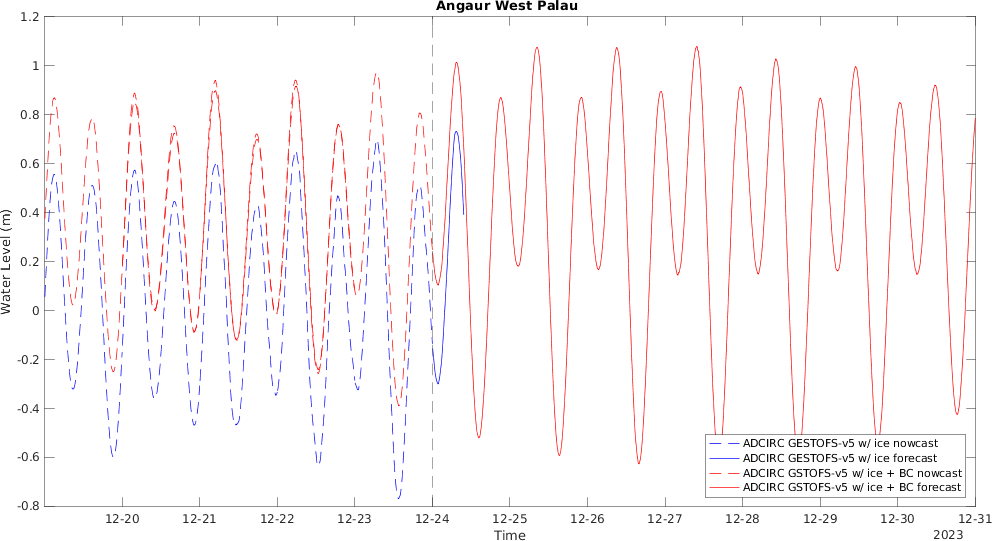 Angaur West Palau
1.2
1
0.8
0.6
0.4
0.2
0
-0.2
-0.4
-0.6
-0.8
Water Level (m)
ADCIRC GESTOFS-v5 w/ ice nowcast
ADCIRC GESTOFS-v5 w/ ice forecast
ADCIRC GSTOFS-v5 w/ ice + BC nowcast
ADCIRC GSTOFS-v5 w/ ice + BC forecast
12-20 12-21 12-22 12-23 12-24 12-25 12-26 12-27 12-28 12-29 12-30 12-31
Time
2023